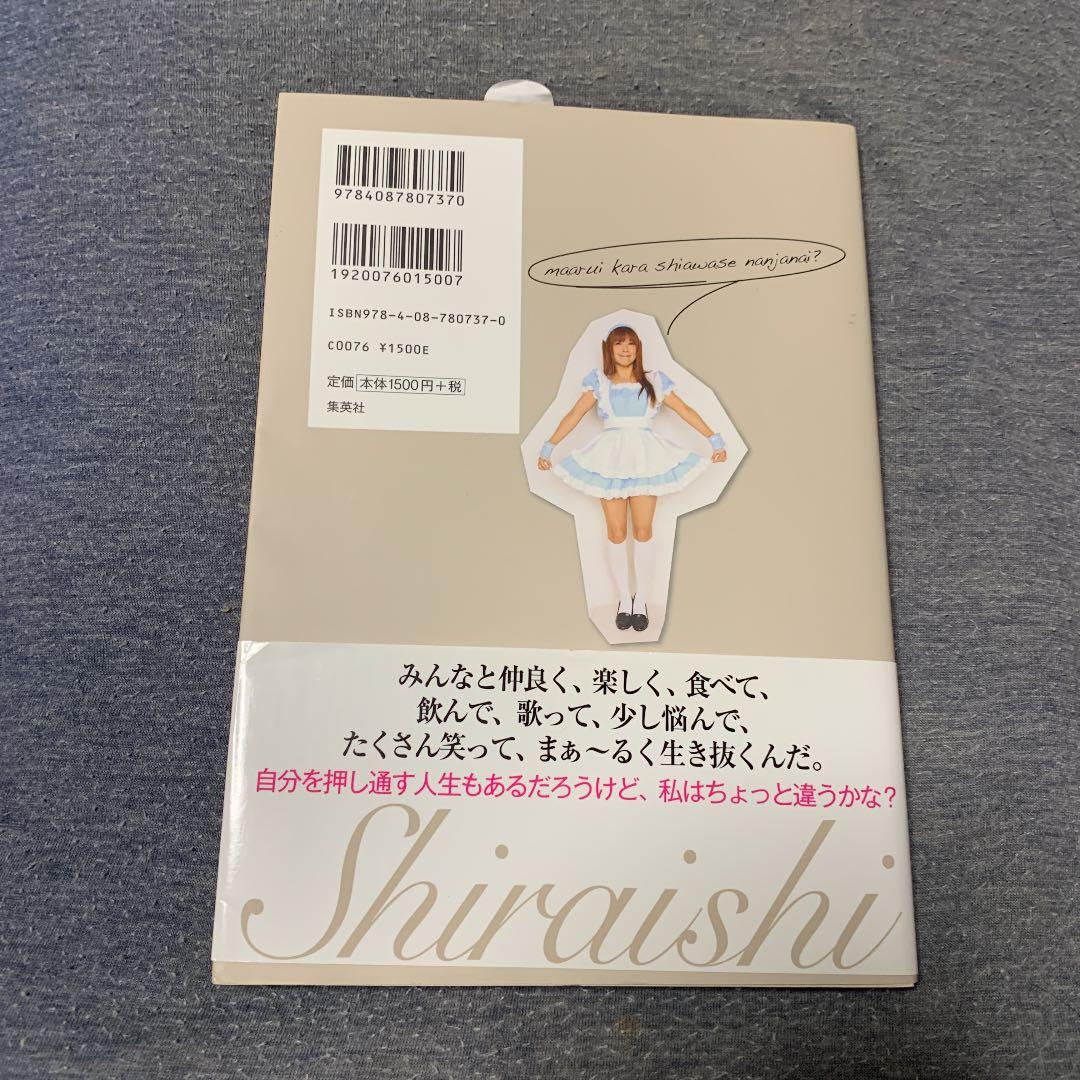 9784087807370
1920076015007
ISBN978-4-08-780737-0
C0076 ¥1500E
定価 本体1500円+税
集英社
maarui kara shiawase nanjanai?
みんなと仲良く、楽しく、食べて、
飲んで、歌って、少し悩んで、
たくさん笑って、まぁ〜るく生き抜くんだ。
自分を押し通す人生もあるだろうけど、私はちょっと違うかな?
Shiraishi